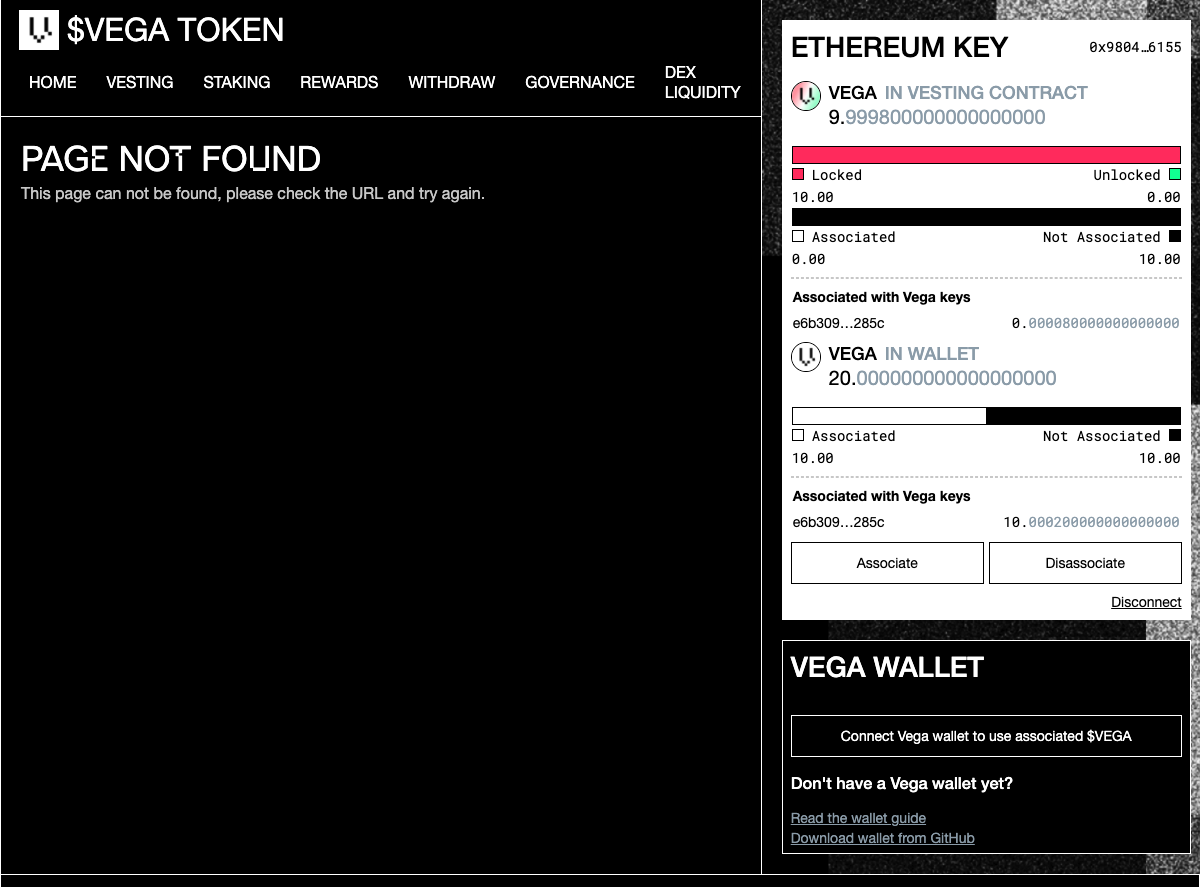 $VEGA TOKEN
HOME VESTING STAKING REWARDS WITHDRAW GOVERNANCE DEX LIQUIDITY
PAGE NOT FOUND
This page can not be found, please check the URL and try again.
ETHEREUM KEY 0x9804…6155
VEGA IN VESTING CONTRACT
9.999800000000000000
Locked Unlocked
10.00 0.00
Associated Not Associated
0.00 10.00
Associated with Vega keys
e6b309…285c 0.000080000000000000
VEGA IN WALLET
20.000000000000000000
Associated Not Associated
10.00 10.00
Associated with Vega keys
e6b309…285c 10.000200000000000000
Associate Disassociate
Disconnect
VEGA WALLET
Connect Vega wallet to use associated $VEGA
Don't have a Vega wallet yet?
Read the wallet guide
Download wallet from GitHub